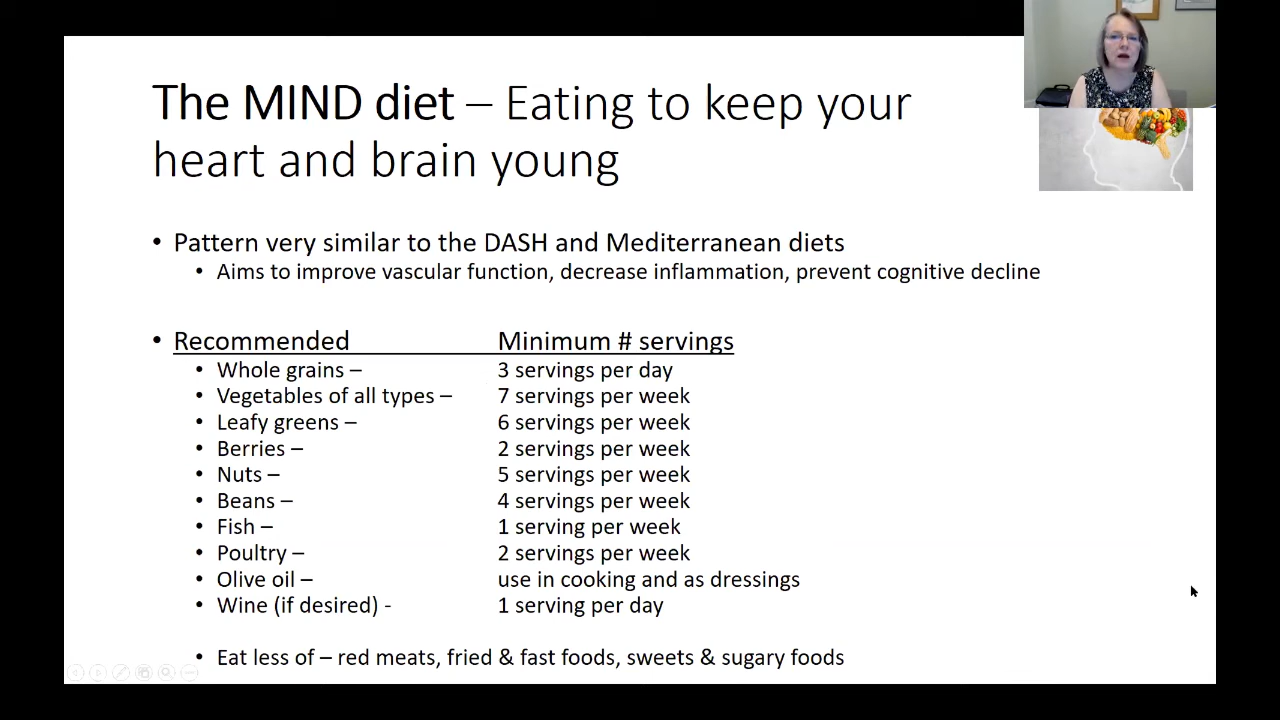 The MIND diet – Eating to keep your
heart and brain young
• Pattern very similar to the DASH and Mediterranean diets
• Aims to improve vascular function, decrease inflammation, prevent cognitive decline
• Recommended Minimum # servings
• Whole grains – 3 servings per day
• Vegetables of all types – 7 servings per week
• Leafy greens – 6 servings per week
• Berries – 2 servings per week
• Nuts – 5 servings per week
• Beans – 4 servings per week
• Fish – 1 serving per week
• Poultry – 2 servings per week
• Olive oil – use in cooking and as dressings
• Wine (if desired) - 1 serving per day
• Eat less of – red meats, fried & fast foods, sweets & sugary foods